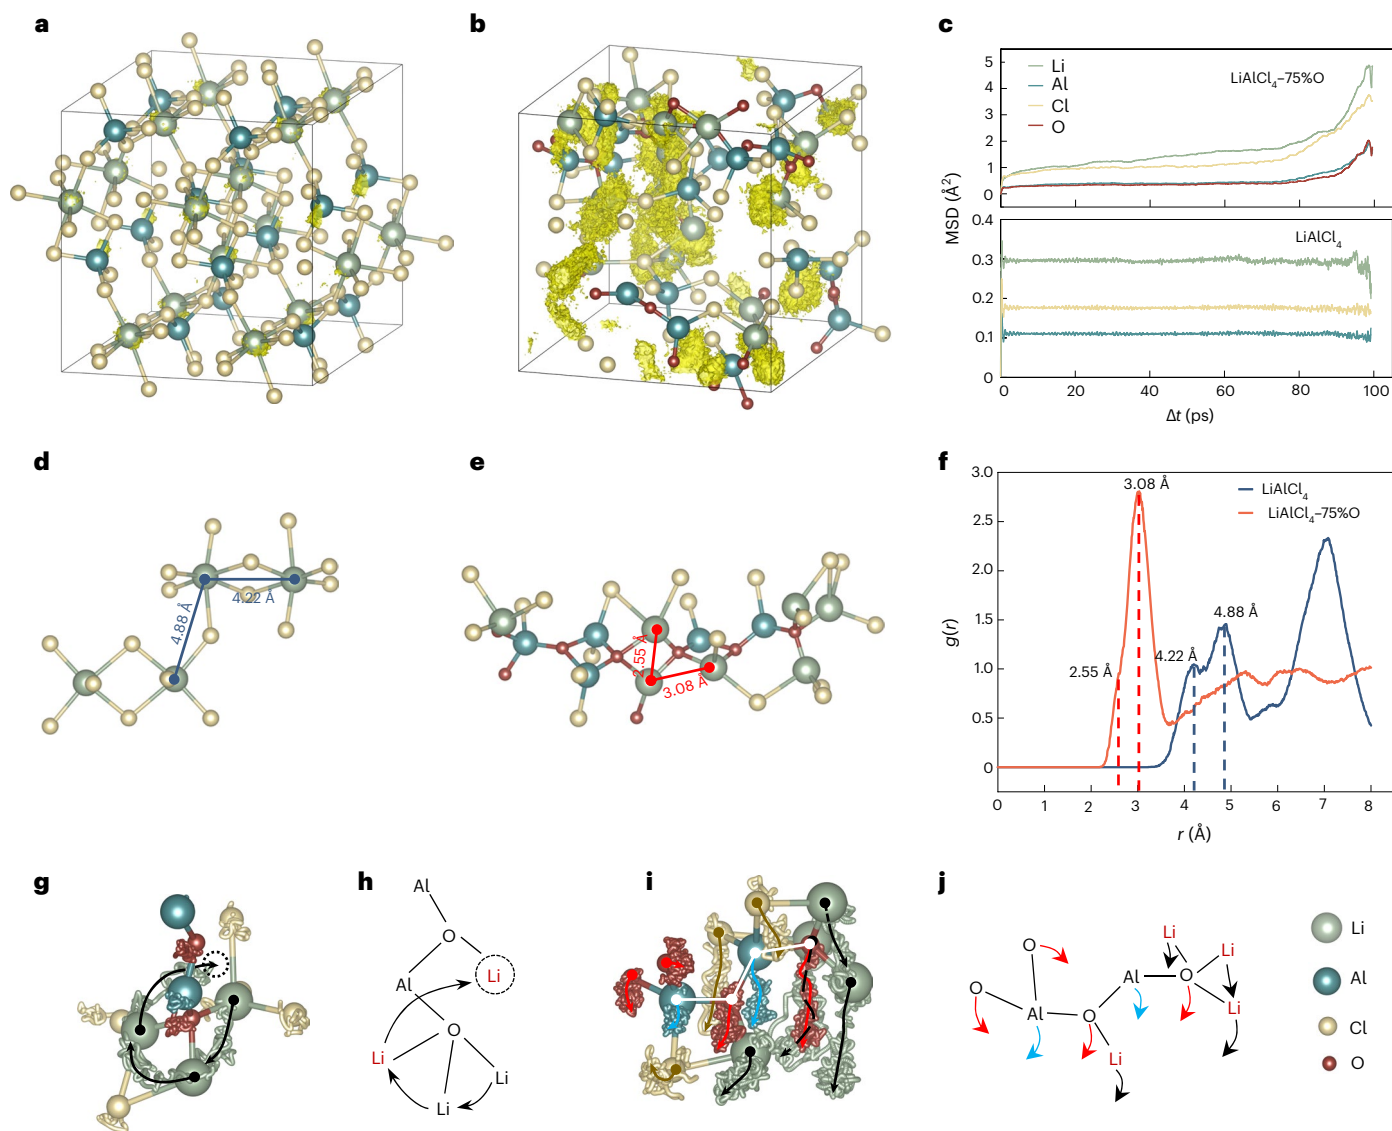 a
b
c
5
4
3
2
1
0
Li
Al
Cl
O
LiAlCl4–75%O
MSD (Å2)
0.4
0.3
0.2
0.1
0
LiAlCl4
0
20
40
60
80
100
Δt (ps)
d
4.22 Å
4.88 Å
e
2.55 Å
3.08 Å
f
3.0
2.5
2.0
1.5
1.0
0.5
0
g(r)
3.08 Å
LiAlCl4
LiAlCl4–75%O
4.88 Å
4.22 Å
2.55 Å
0 1 2 3 4 5 6 7 8
r (Å)
g
h
Al
O
Li
Al
O
Li
Li
Li
i
j
O
O
Al
O
Al
Li
O
Li
Li
Li
Li
Al
Cl
O